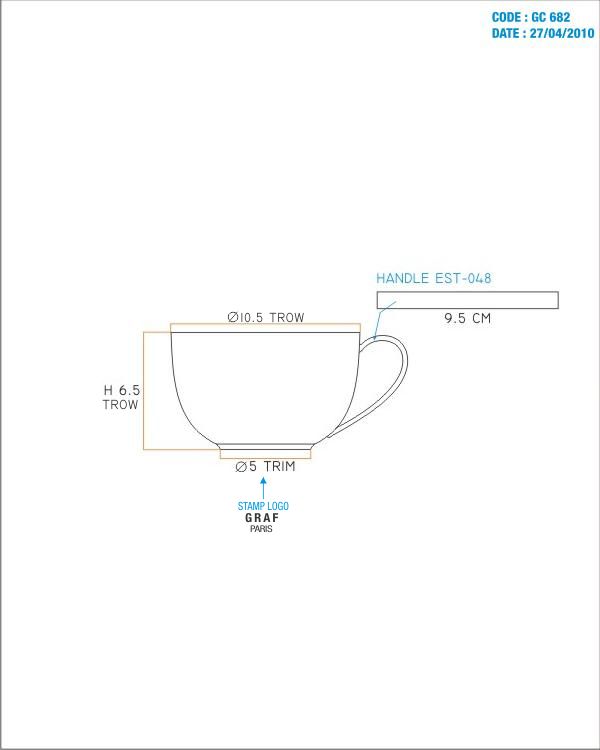 CODE : GC 682
DATE : 27/04/2010
HANDLE EST-048
9.5 CM
Ø10.5 TROW
H 6.5
TROW
Ø5 TRIM
STAMP LOGO
GRAF
PARIS